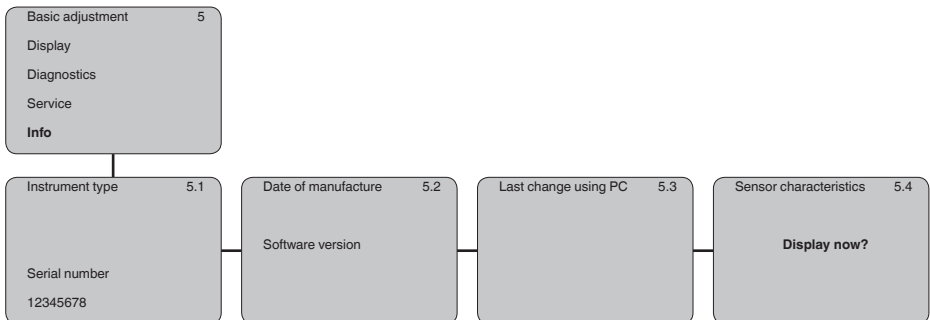 Basic adjustment 5
Display
Diagnostics
Service
Info
Instrument type 5.1
Serial number
12345678
Date of manufacture 5.2
Software version
Last change using PC 5.3
Sensor characteristics 5.4
Display now?